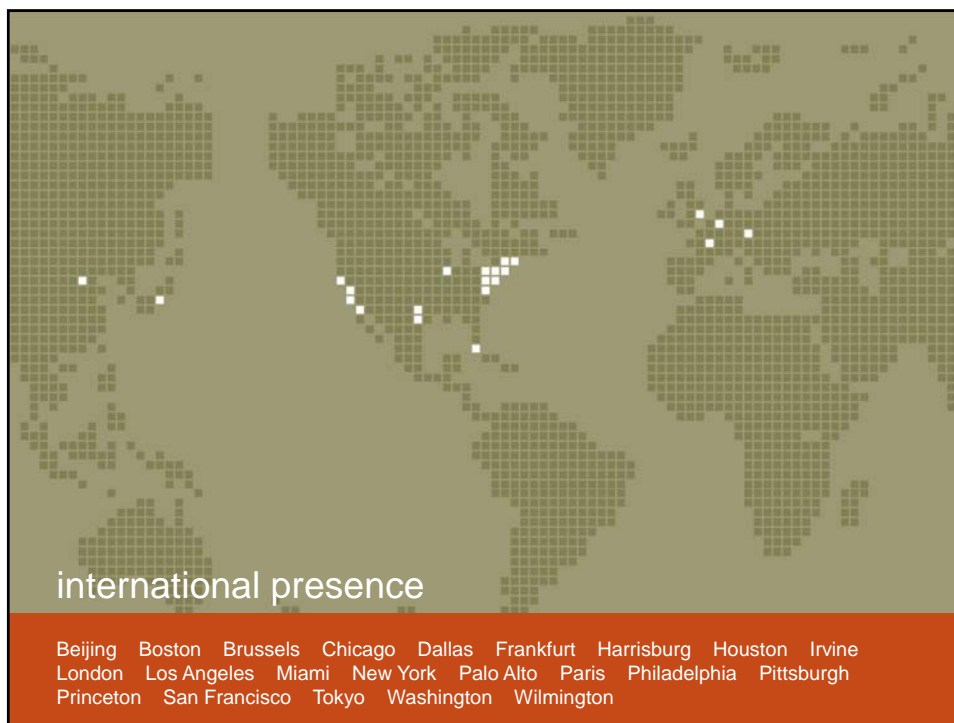 international presence
Beijing Boston Brussels Chicago Dallas Frankfurt Harrisburg Houston Irvine
London Los Angeles Miami New York Palo Alto Paris Philadelphia Pittsburgh
Princeton San Francisco Tokyo Washington Wilmington